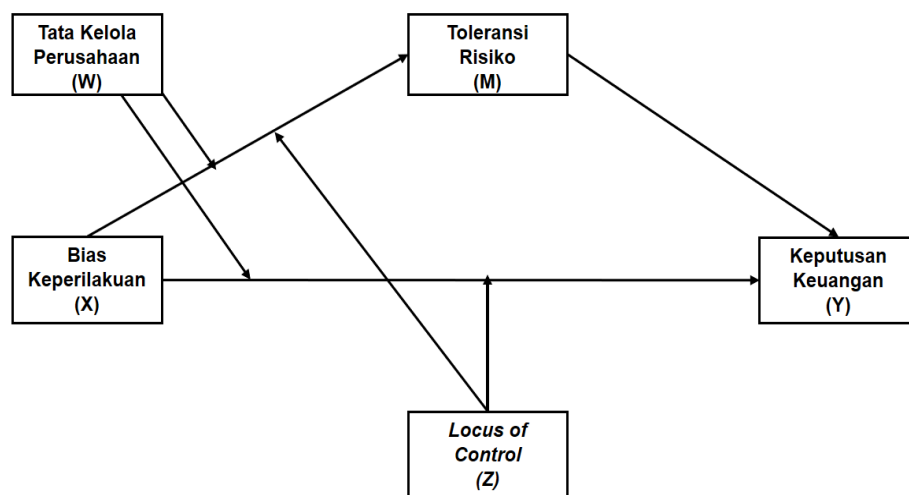 Tata Kelola
Perusahaan
(W)
Toleransi
Risiko
(M)
Bias
Keperilakuan
(X)
Keputusan
Keuangan
(Y)
Locus of
Control
(Z)